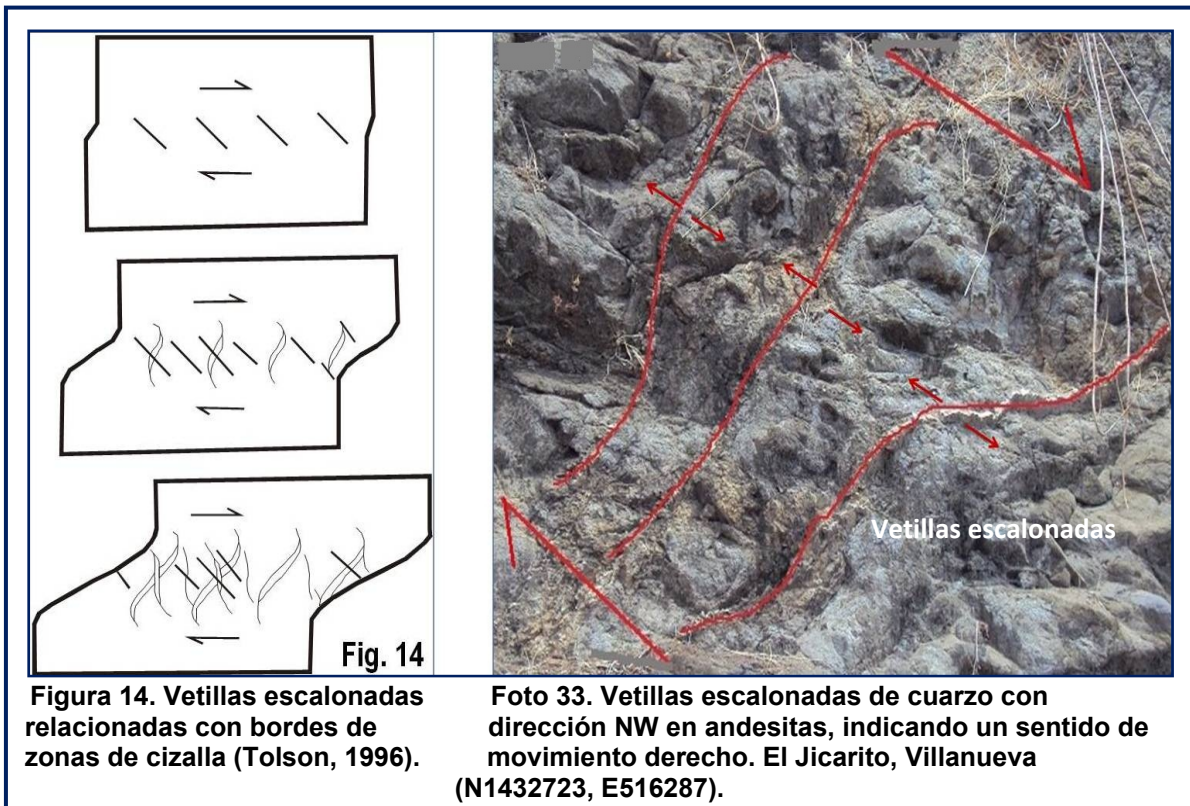 Fig. 14
Vetillas escalonadas
Figura 14. Vetillas escalonadas
relacionadas con bordes de
zonas de cizalla (Tolson, 1996).
Foto 33. Vetillas escalonadas de cuarzo con
dirección NW en andesitas, indicando un sentido de
movimiento derecho. El Jicarito, Villanueva
(N1432723, E516287).